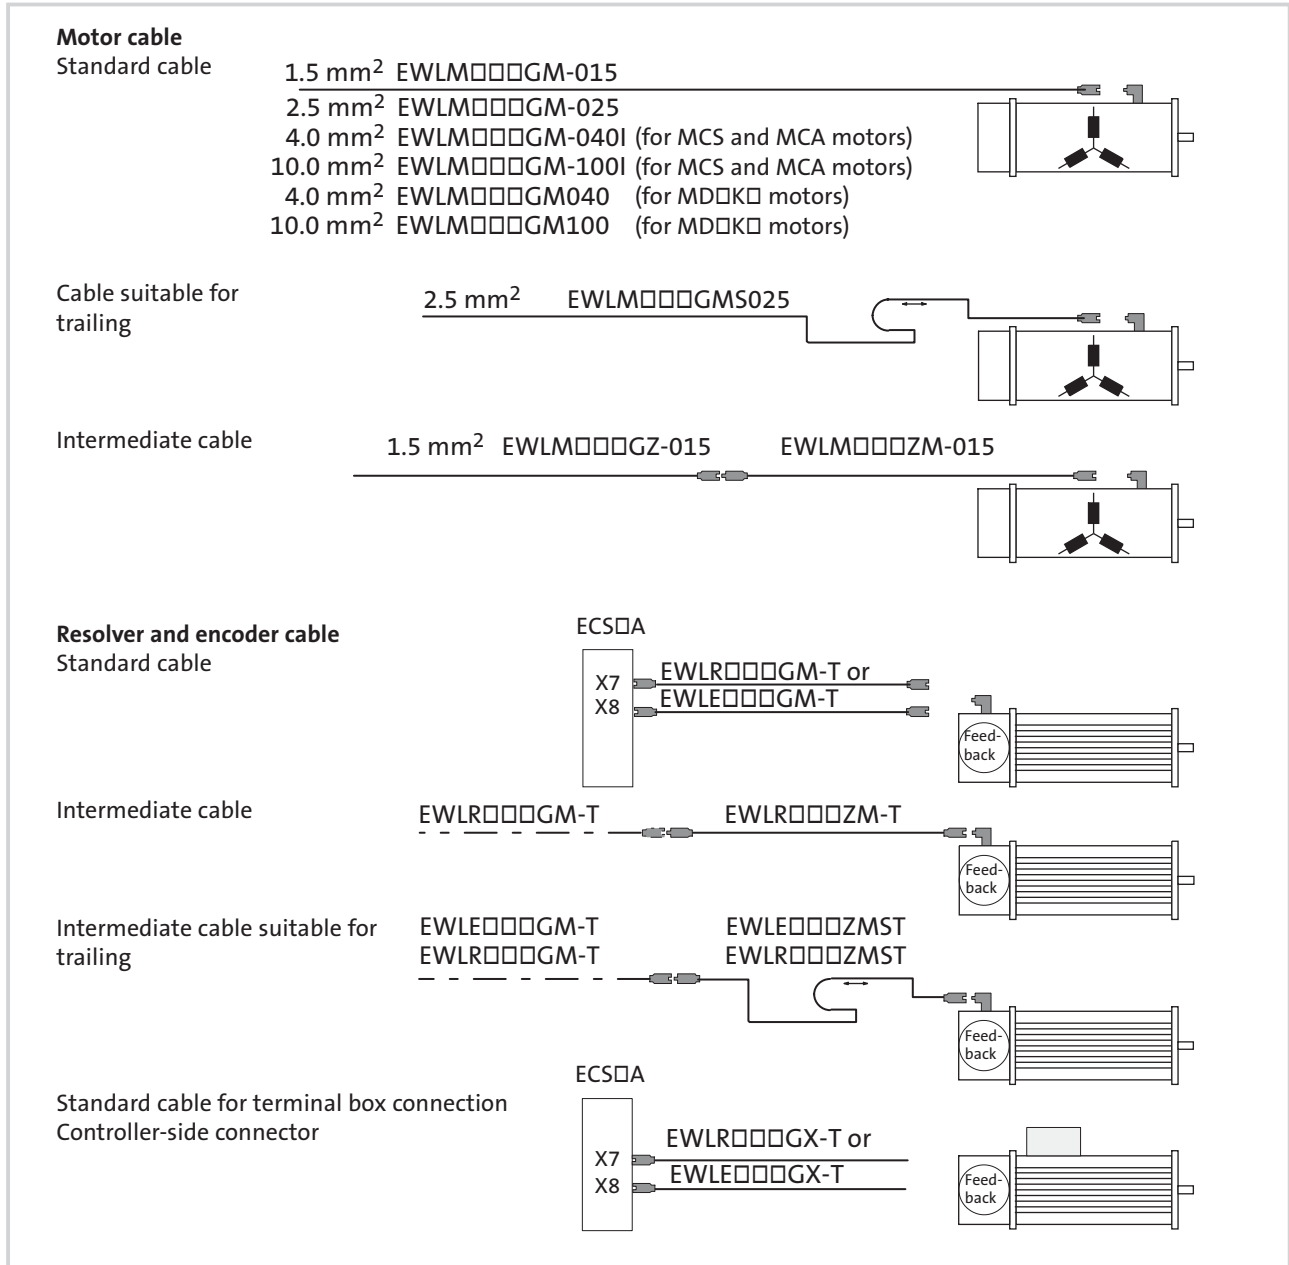 Motor cable
Standard cable
1.5 mm² EWLM□□□GM-015
2.5 mm² EWLM□□□GM-025
4.0 mm² EWLM□□□GM-040I (for MCS and MCA motors)
10.0 mm² EWLM□□□GM-100I (for MCS and MCA motors)
4.0 mm² EWLM□□□GM040 (for MD□K□ motors)
10.0 mm² EWLM□□□GM100 (for MD□K□ motors)
Cable suitable for
trailing
2.5 mm² EWLM□□□GMS025
Intermediate cable
1.5 mm² EWLM□□□GZ-015 EWLM□□□ZM-015
Resolver and encoder cable
Standard cable
ECS□A
X7
X8
EWLR□□□GM-T or
EWLE□□□GM-T
Feed-
back
Intermediate cable
EWLR□□□GM-T EWLR□□□ZM-T
Feed-
back
Intermediate cable suitable for
trailing
EWLE□□□GM-T EWLE□□□ZMST
EWLR□□□GM-T EWLR□□□ZMST
Feed-
back
Standard cable for terminal box connection
Controller-side connector
ECS□A
X7
X8
EWLR□□□GX-T or
EWLE□□□GX-T
Feed-
back